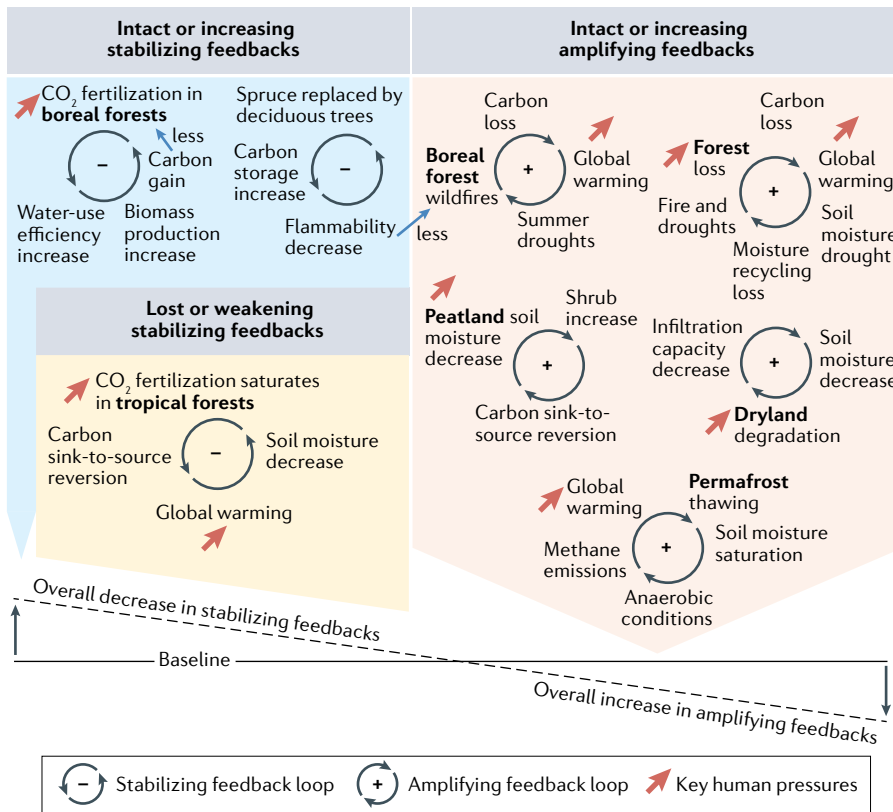 Intact or increasing
stabilizing feedbacks
Intact or increasing
amplifying feedbacks
CO₂ fertilization in
boreal forests
less
−
Carbon
gain
Water-use
efficiency
increase
Biomass
production
increase
Spruce replaced by
deciduous trees
Carbon
storage
increase
−
Flammability
decrease
less
Carbon
loss
Boreal
forest
wildfires
+
Global
warming
Summer
droughts
Carbon
loss
Forest
loss
Global
warming
+
Fire and
droughts
Soil
moisture
drought
Moisture
recycling
loss
Lost or weakening
stabilizing feedbacks
CO₂ fertilization saturates
in tropical forests
Carbon
sink-to-source
reversion
−
Soil moisture
decrease
Global warming
Peatland soil
moisture
decrease
Shrub
increase
+
Carbon sink-to-
source reversion
Infiltration
capacity
decrease
+
Soil
moisture
decrease
Dryland
degradation
Global
warming
Permafrost
thawing
+
Soil moisture
saturation
Methane
emissions
Anaerobic
conditions
Overall decrease in stabilizing feedbacks
Baseline
Overall increase in amplifying feedbacks
− Stabilizing feedback loop
+ Amplifying feedback loop
Key human pressures